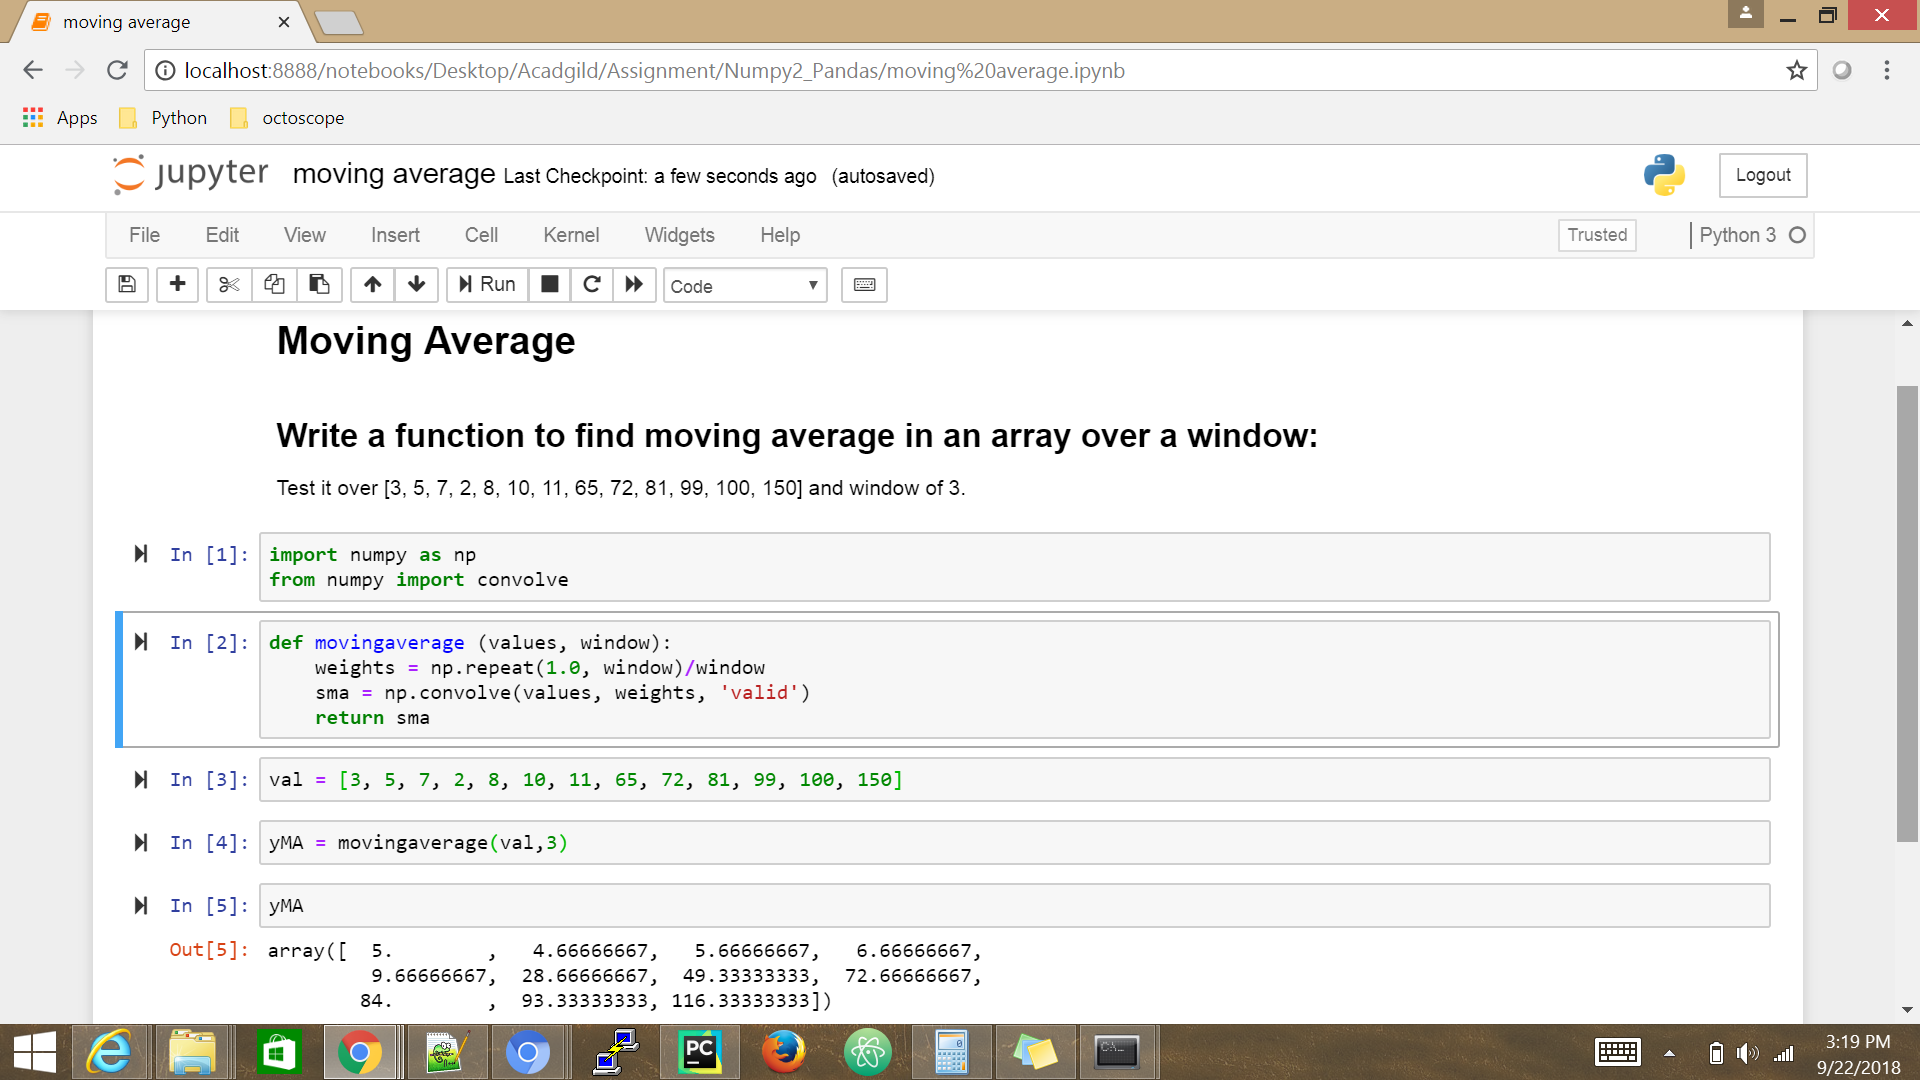 moving average
localhost:8888/notebooks/Desktop/Acadgild/Assignment/Numpy2_Pandas/moving%20average.ipynb
Apps Python octoscope
jupyter moving average Last Checkpoint: a few seconds ago (autosaved) Logout
File Edit View Insert Cell Kernel Widgets Help Trusted Python 3
Run Code
Moving Average
Write a function to find moving average in an array over a window:
Test it over [3, 5, 7, 2, 8, 10, 11, 65, 72, 81, 99, 100, 150] and window of 3.
In [1]: import numpy as np
from numpy import convolve
In [2]: def movingaverage (values, window):
    weights = np.repeat(1.0, window)/window
    sma = np.convolve(values, weights, 'valid')
    return sma
In [3]: val = [3, 5, 7, 2, 8, 10, 11, 65, 72, 81, 99, 100, 150]
In [4]: yMA = movingaverage(val,3)
In [5]: yMA
Out[5]: array([  5.        ,   4.66666667,   5.66666667,   6.66666667,
         9.66666667,  28.66666667,  49.33333333,  72.66666667,
        84.        ,  93.33333333, 116.33333333])
PC
0
C:\_
3:19 PM
9/22/2018